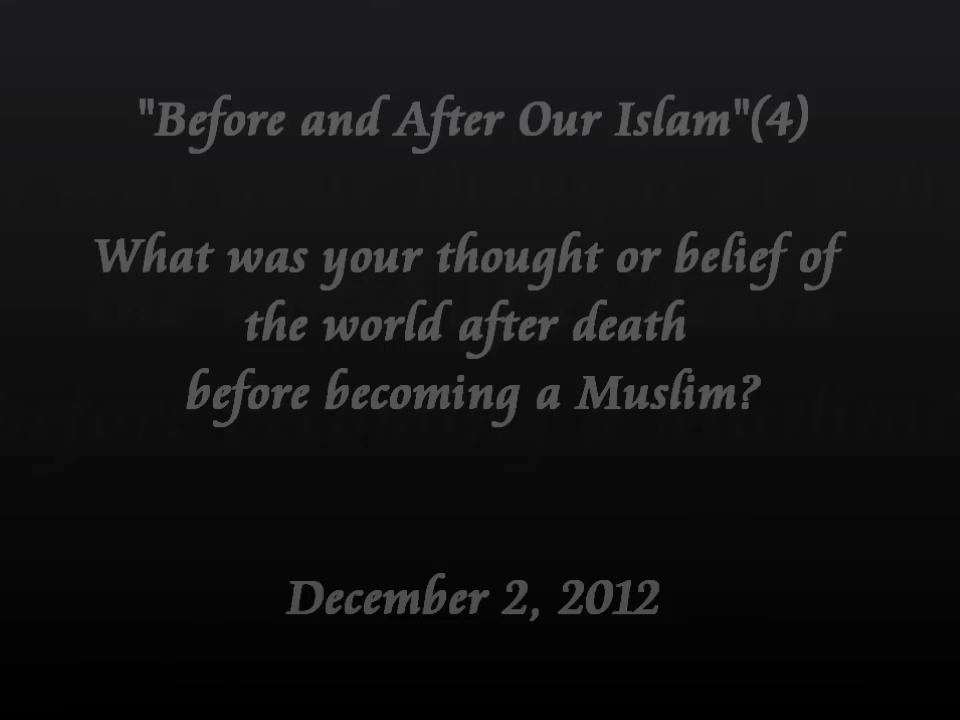 "Before and After Our Islam"(4)
What was your thought or belief of
the world after death
before becoming a Muslim?
December 2, 2012